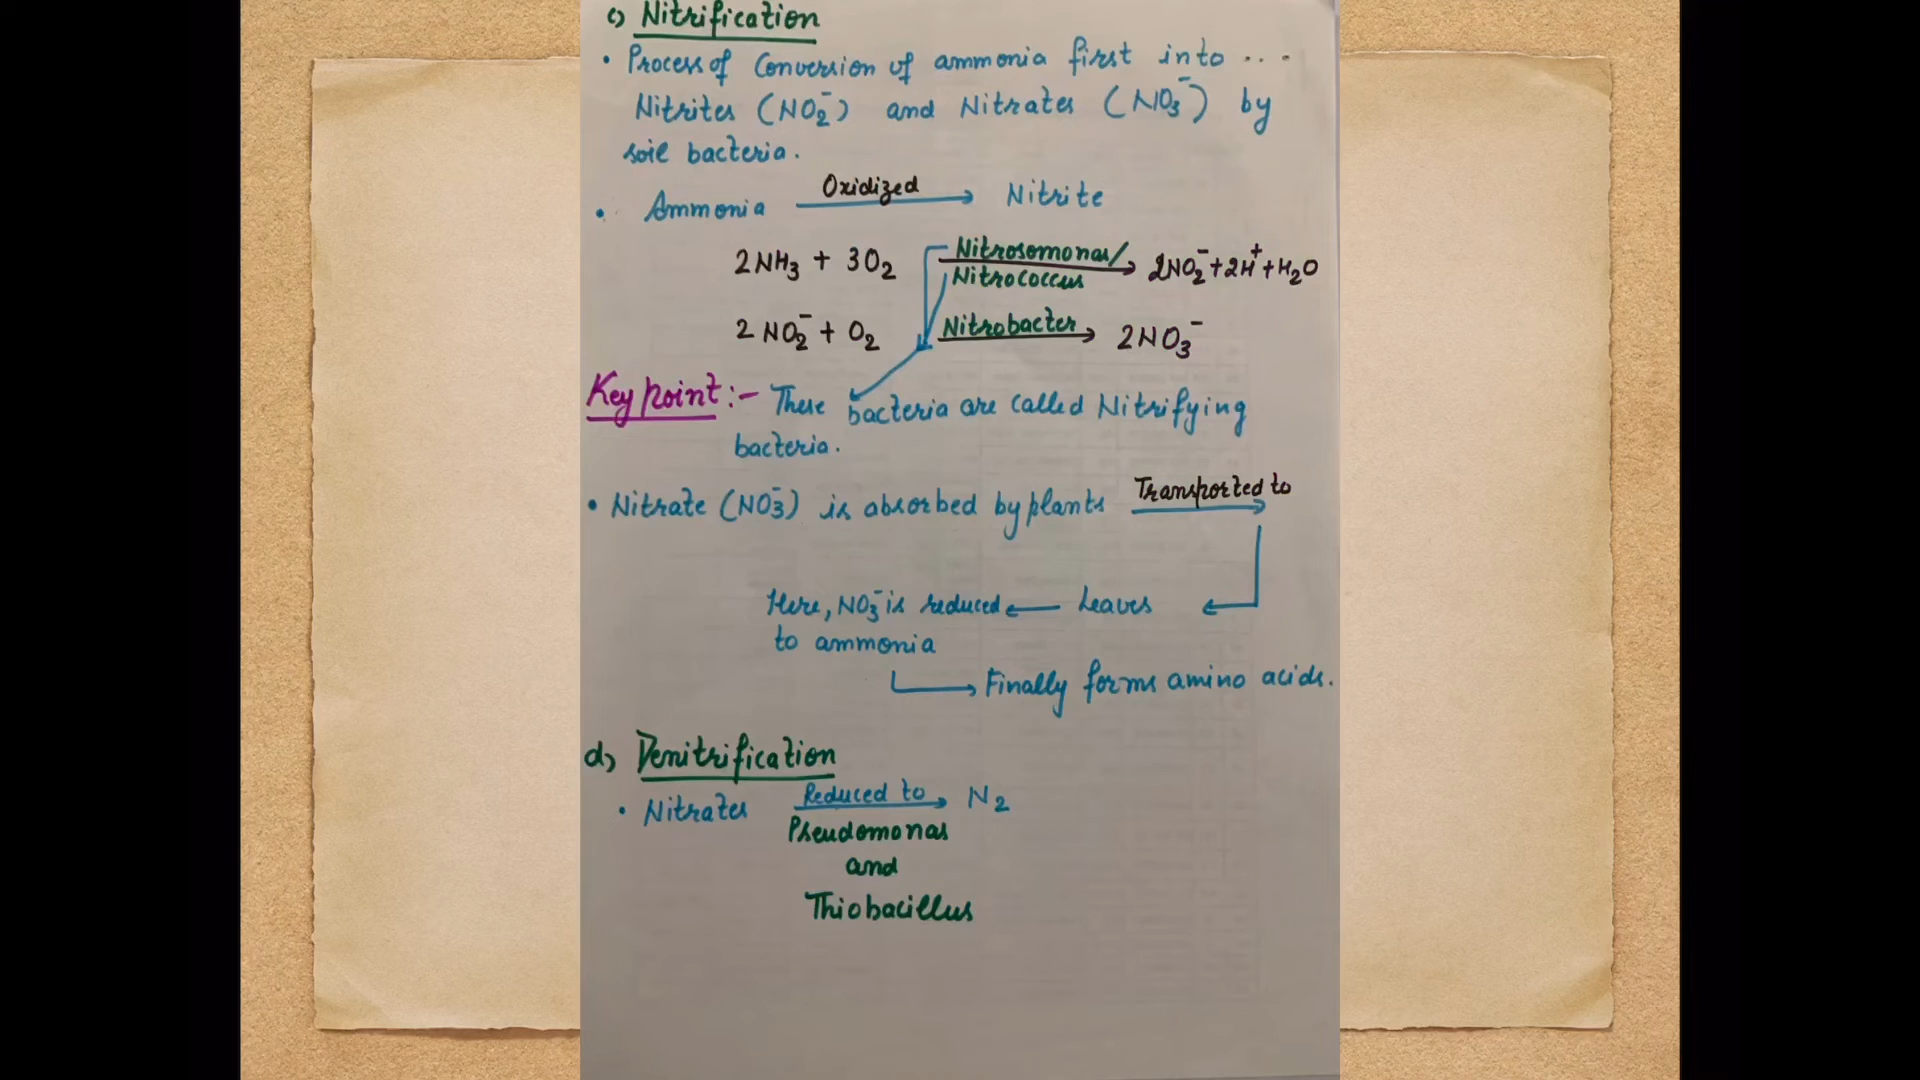 c) Nitrification
• Process of Conversion of ammonia first into ....
Nitrites (NO₂⁻) and Nitrates (NO₃⁻) by
soil bacteria.
• Ammonia Oxidized → Nitrite
2NH₃ + 3O₂ Nitrosomonas/ Nitrococcus → 2NO₂⁻+2H⁺+H₂O
2NO₂⁻ + O₂ Nitrobacter → 2NO₃⁻
Key point:- These bacteria are called Nitrifying
bacteria.
• Nitrate (NO₃⁻) is absorbed by plants Transported to →
Here, NO₃⁻ is reduced ← Leaves ←
to ammonia
→ Finally forms amino acids.
d) Denitrification
• Nitrates Reduced to → N₂
Pseudomonas
and
Thiobacillus